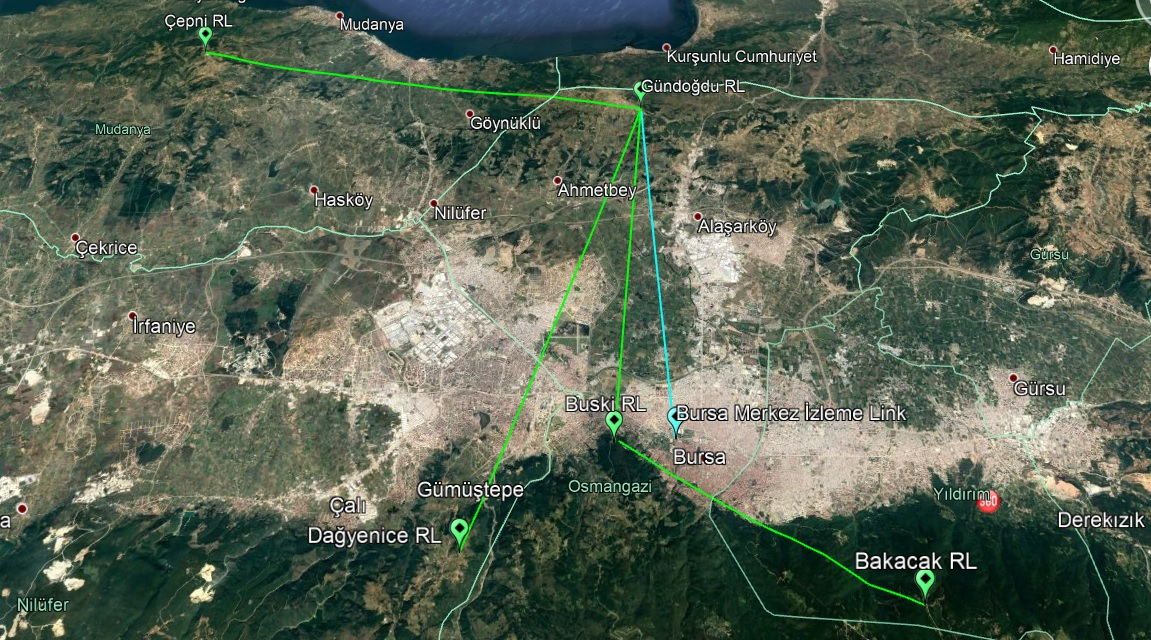 Çepni RL
Mudanya
Kurşunlu Cumhuriyet
Hamidiye
Gündoğdu RL
Göynüklü
Mudanya
Ahmetbey
Hasköy
Nilüfer
Alaşarköy
Çekrice
Gürsu
İrfaniye
Gürsu
Buski RL
Bursa Merkez İzleme Link
Bursa
Gümüştepe
Osmangazi
Yıldırım
360
Çalı
a
Derekızık
Dağyenice RL
Bakacak RL
Nilüfer